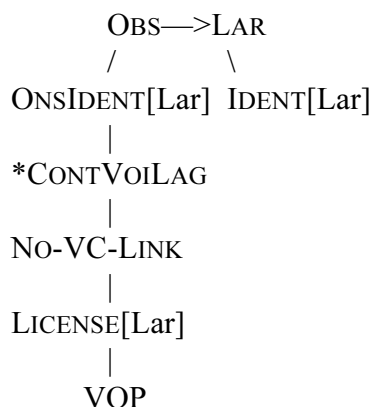 OBS—>LAR
/ \
ONSIDENT[Lar] IDENT[Lar]
|
*CONTVOILAG
|
NO-VC-LINK
|
LICENSE[Lar]
|
VOP